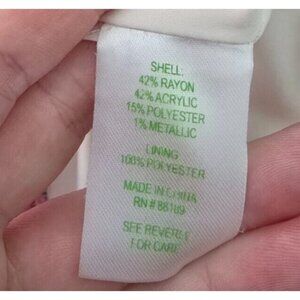 SHELL:
42% RAYON
42% ACRYLIC
15% POLYESTER
1% METALLIC
LINING
100% POLYESTER
MADE IN CHINA
RN# 88189
SEE REVERSE
FOR CARE